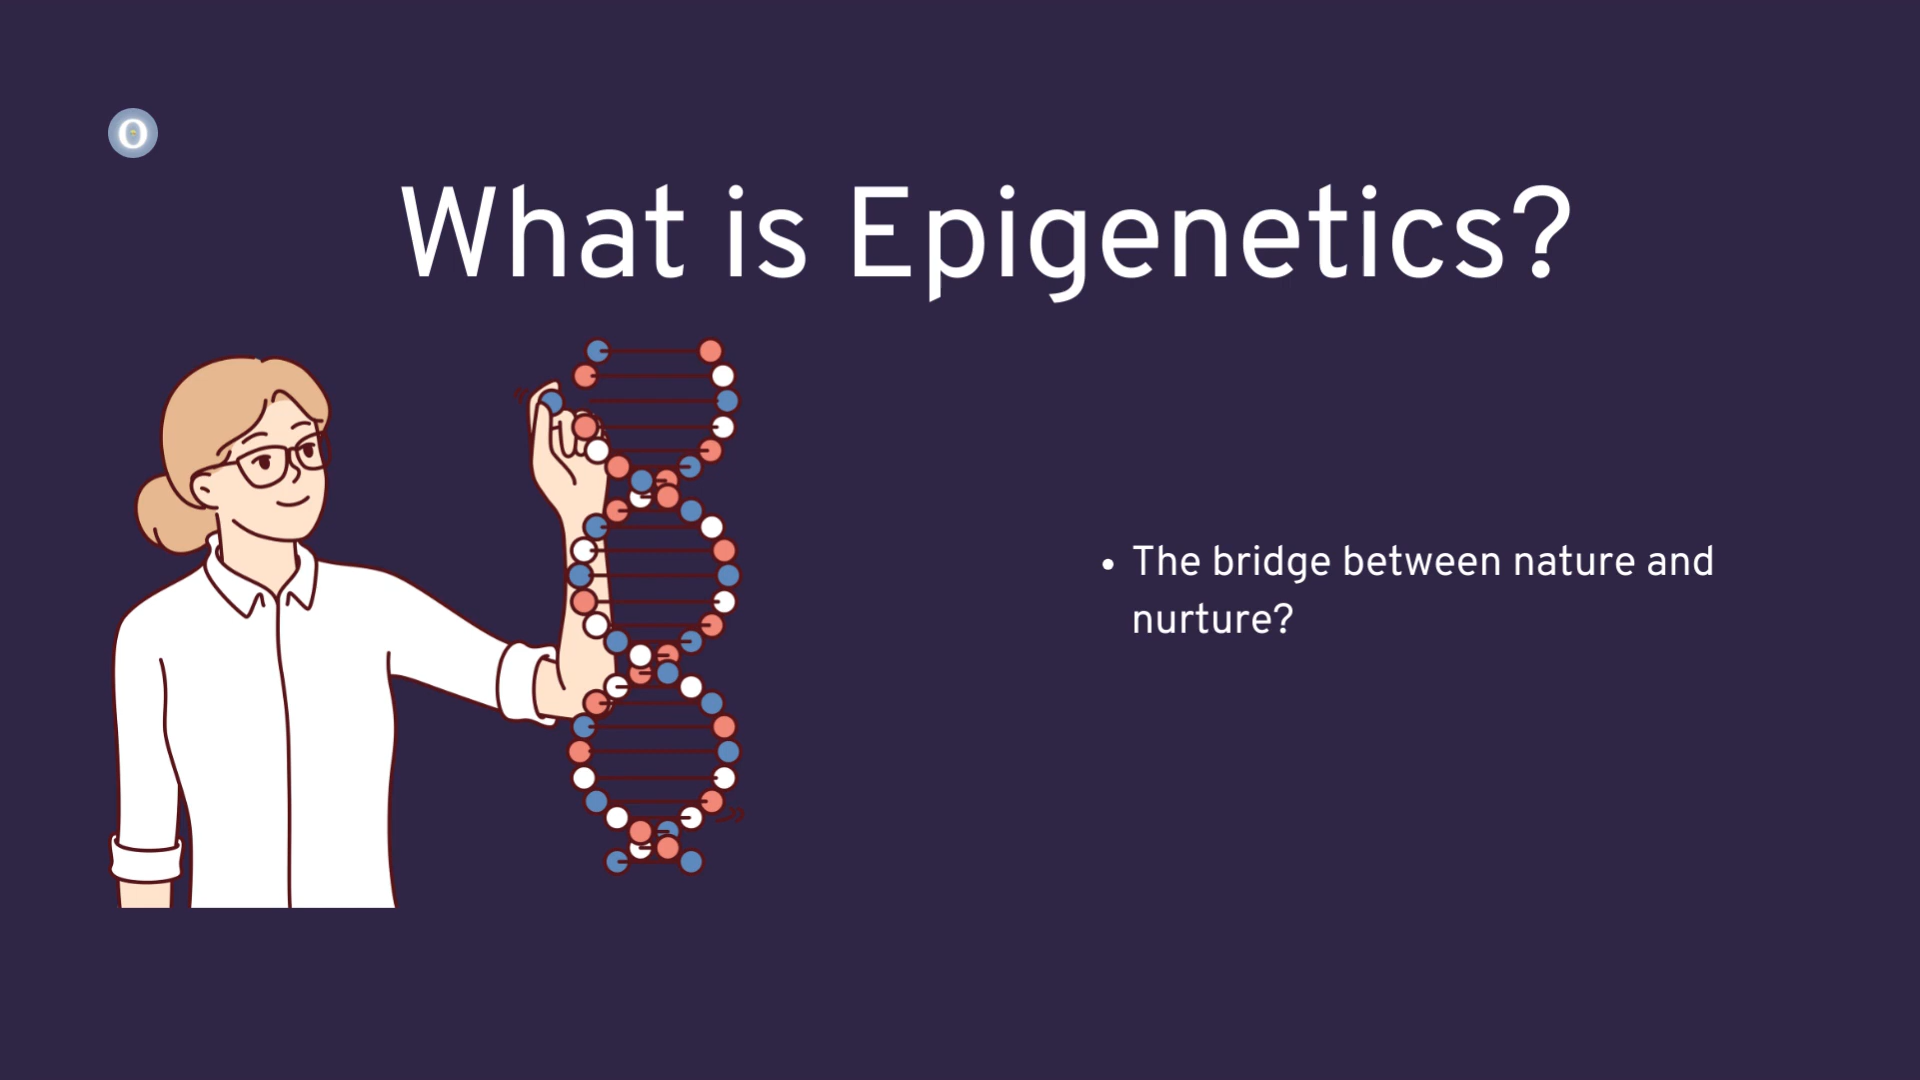 O
What is Epigenetics?
• The bridge between nature and
nurture?